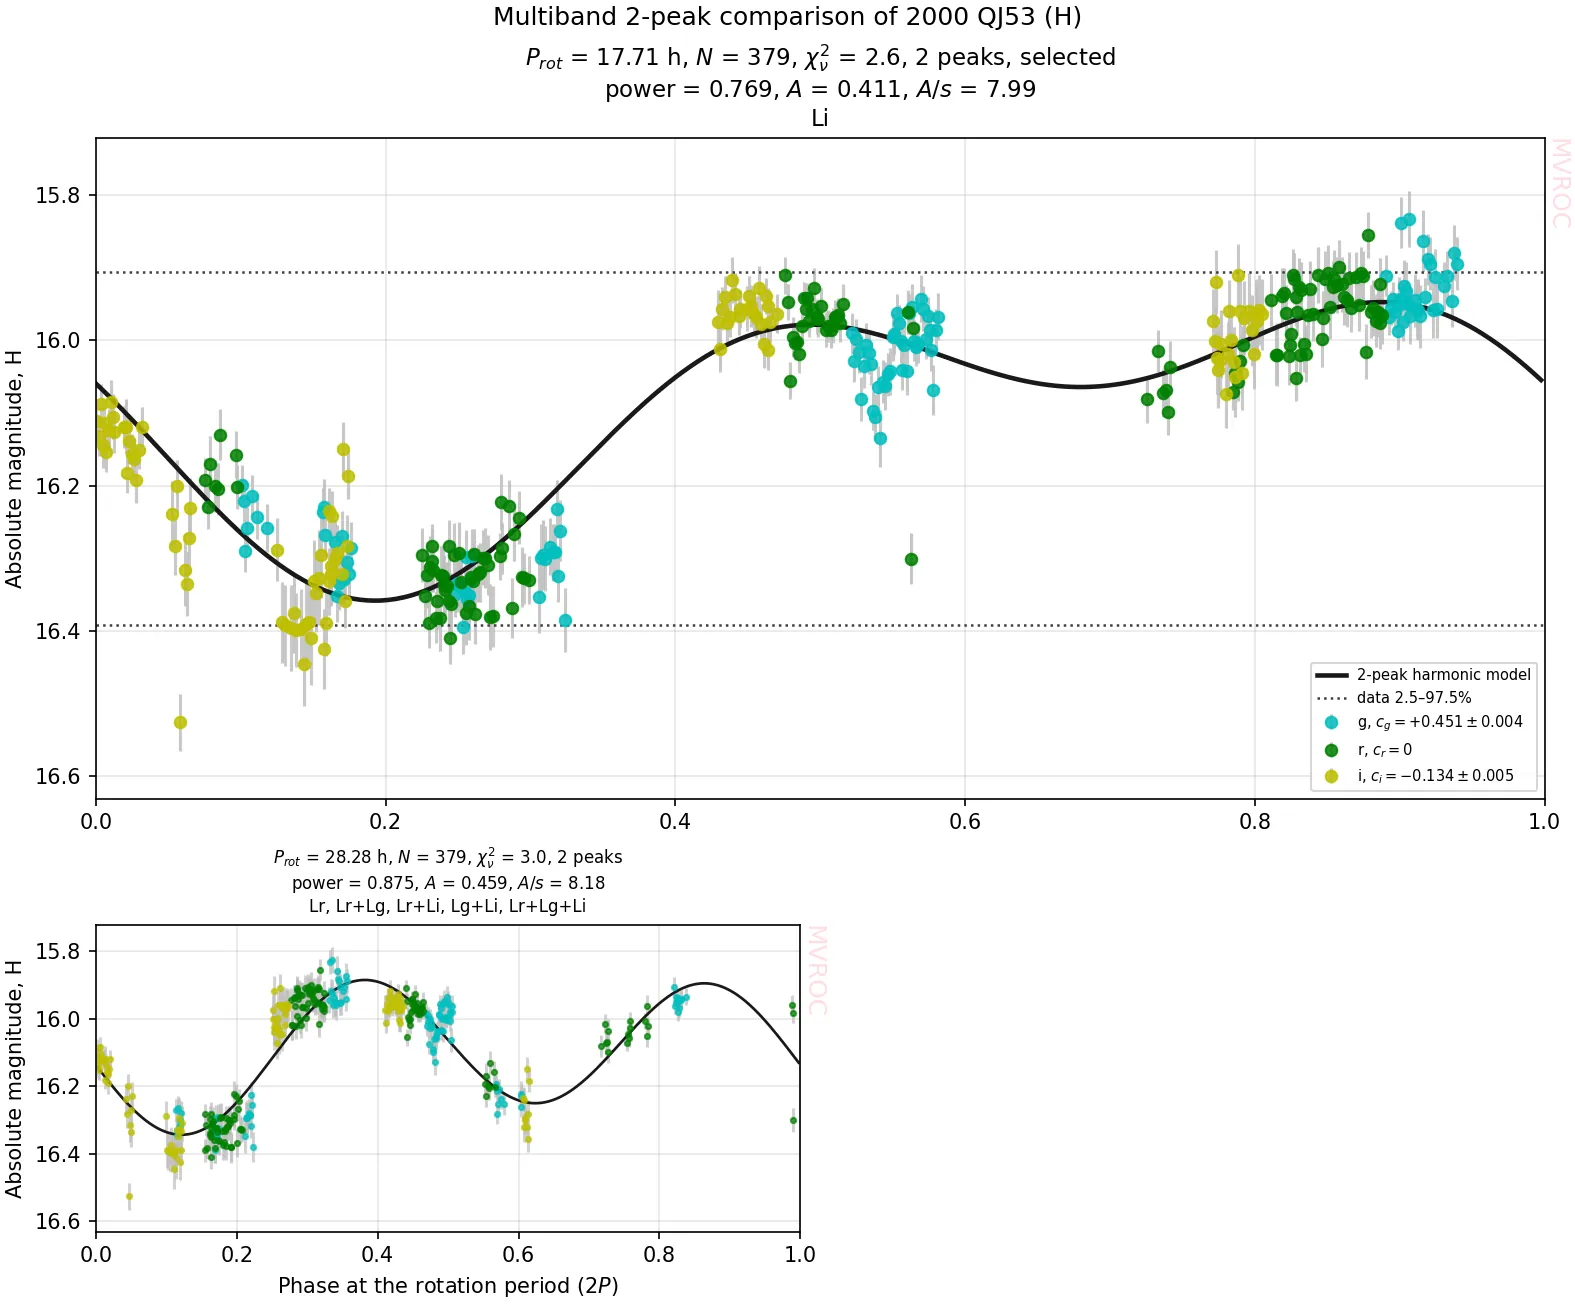 Multiband 2-peak comparison of 2000 QJ53 (H)
P_rot = 17.71 h, N = 379, χ²_ν = 2.6, 2 peaks, selected
power = 0.769, A = 0.411, A/s = 7.99
Li
MVROC
Absolute magnitude, H
15.8
16.0
16.2
16.4
16.6
2-peak harmonic model
data 2.5–97.5%
g, c_g = +0.451 ± 0.004
r, c_r = 0
i, c_i = −0.134 ± 0.005
0.0 0.2 0.4 0.6 0.8 1.0
P_rot = 28.28 h, N = 379, χ²_ν = 3.0, 2 peaks
power = 0.875, A = 0.459, A/s = 8.18
Lr, Lr+Lg, Lr+Li, Lg+Li, Lr+Lg+Li
MVROC
Absolute magnitude, H
15.8
16.0
16.2
16.4
16.6
0.0 0.2 0.4 0.6 0.8 1.0
Phase at the rotation period (2P)